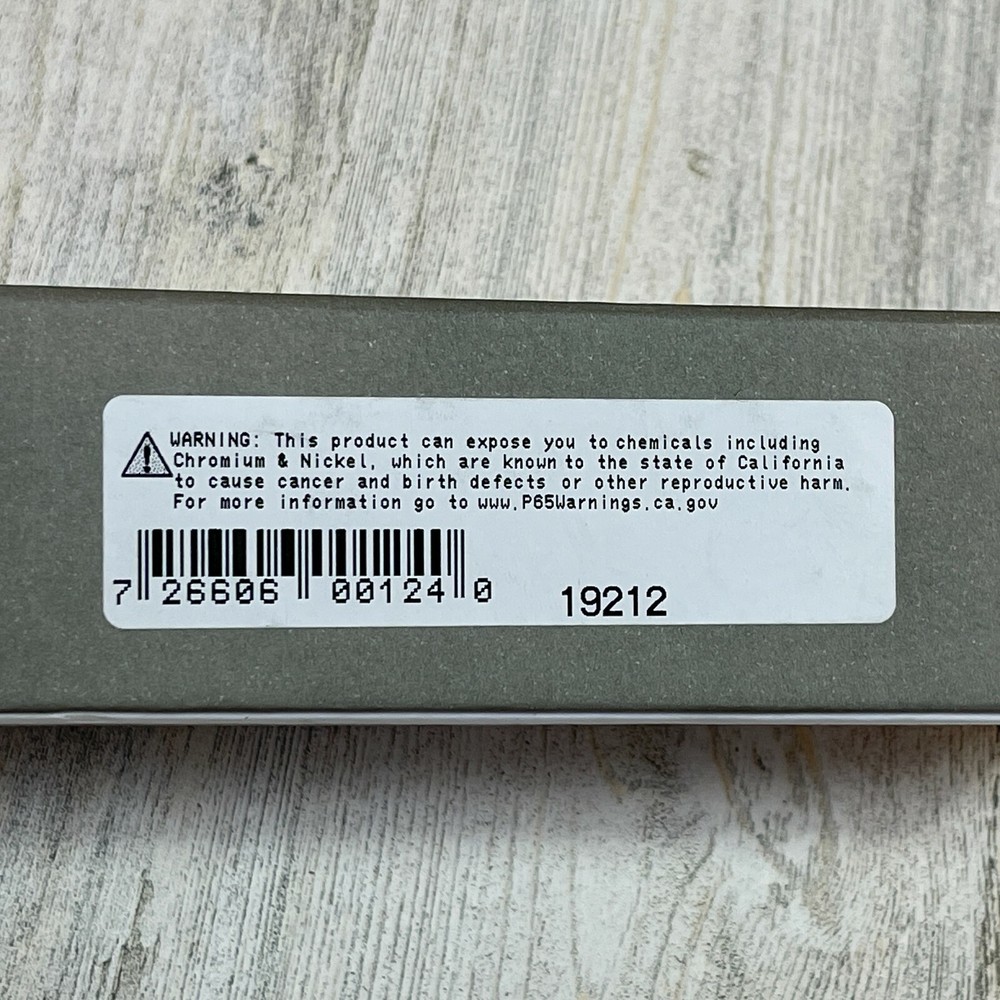 WARNING: This product can expose you to chemicals including
Chromium & Nickel, which are known to the state of California
to cause cancer and birth defects or other reproductive harm.
For more information go to www.P65Warnings.ca.gov
7 26606 00124 0
19212